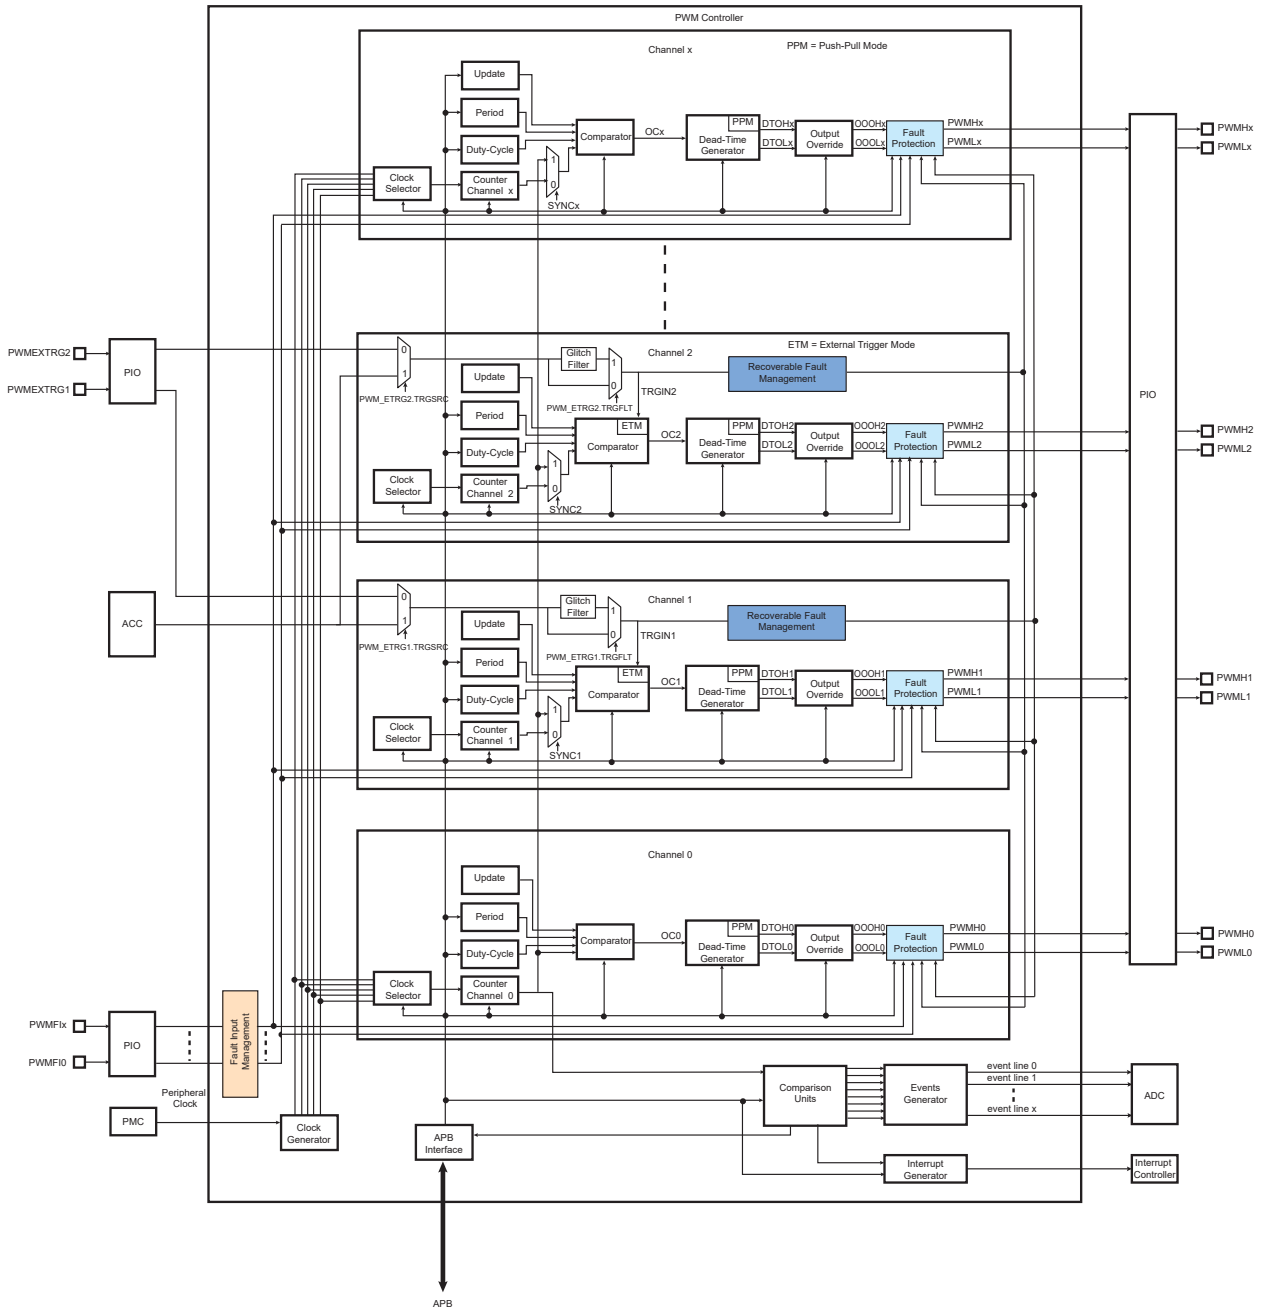 PWM Controller
Channel x
PPM = Push-Pull Mode
Update
Period
Duty-Cycle
Clock
Selector
Counter
Channel x
1
0
SYNCx
Comparator
OCx
PPM
Dead-Time
Generator
DTOHx
DTOLx
Output
Override
OOOHx
OOOLx
Fault
Protection
PWMHx
PWMLx
PWMHx
PWMLx
PIO
PWMEXTRG2
PWMEXTRG1
PIO
Channel 2
ETM = External Trigger Mode
0
1
PWM_ETRG2.TRGSRC
Glitch
Filter
1
0
PWM_ETRG2.TRGFLT
TRGIN2
Recoverable Fault
Management
Update
Period
Duty-Cycle
Clock
Selector
Counter
Channel 2
1
0
SYNC2
ETM
Comparator
OC2
PPM
Dead-Time
Generator
DTOH2
DTOL2
Output
Override
OOOH2
OOOL2
Fault
Protection
PWMH2
PWML2
PWMH2
PWML2
ACC
Channel 1
0
1
PWM_ETRG1.TRGSRC
Glitch
Filter
1
0
PWM_ETRG1.TRGFLT
TRGIN1
Recoverable Fault
Management
Update
Period
Duty-Cycle
Clock
Selector
Counter
Channel 1
1
0
SYNC1
ETM
Comparator
OC1
PPM
Dead-Time
Generator
DTOH1
DTOL1
Output
Override
OOOH1
OOOL1
Fault
Protection
PWMH1
PWML1
PWMH1
PWML1
Channel 0
Update
Period
Duty-Cycle
Clock
Selector
Counter
Channel 0
Comparator
OC0
PPM
Dead-Time
Generator
DTOH0
DTOL0
Output
Override
OOOH0
OOOL0
Fault
Protection
PWMH0
PWML0
PWMH0
PWML0
PWMFIx
PWMFI0
PIO
Fault Input
Management
Peripheral
Clock
PMC
Clock
Generator
APB
Interface
Comparison
Units
Events
Generator
event line 0
event line 1
event line x
ADC
Interrupt
Generator
Interrupt
Controller
APB